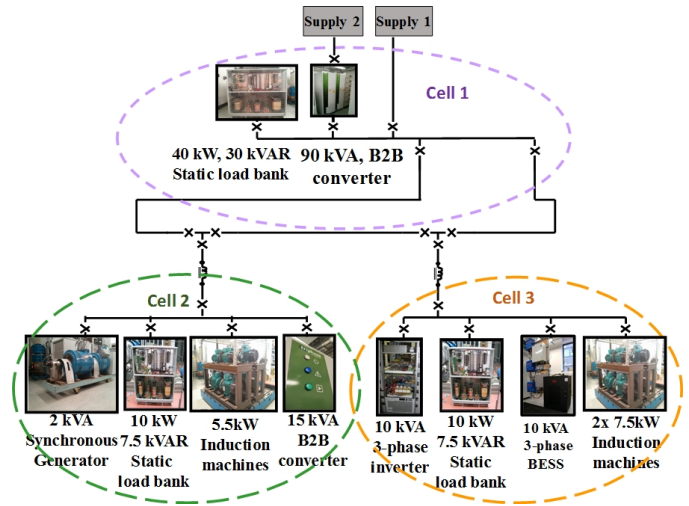 Supply 2
Supply 1
Cell 1
40 kW, 30 kVAR
Static load bank
90 kVA, B2B
converter
Cell 2
Cell 3
2 kVA
Synchronous
Generator
10 kW
7.5 kVAR
Static
load bank
5.5kW
Induction
machines
15 kVA
B2B
converter
10 kVA
3-phase
inverter
10 kW
7.5 kVAR
Static
load bank
10 kVA
3-phase
BESS
2x 7.5kW
Induction
machines